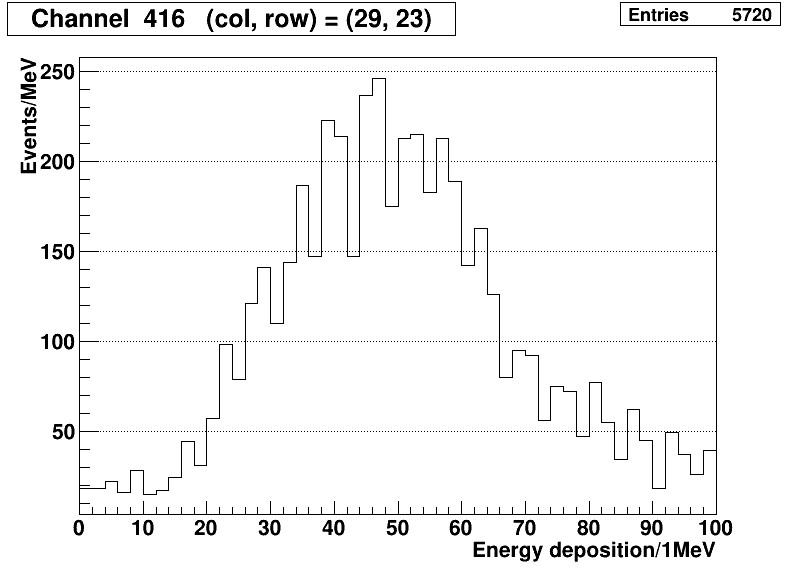 Channel  416   (col, row) = (29, 23)
Entries 5720
Events/MeV
250
200
150
100
50
0 10 20 30 40 50 60 70 80 90 100
Energy deposition/1MeV